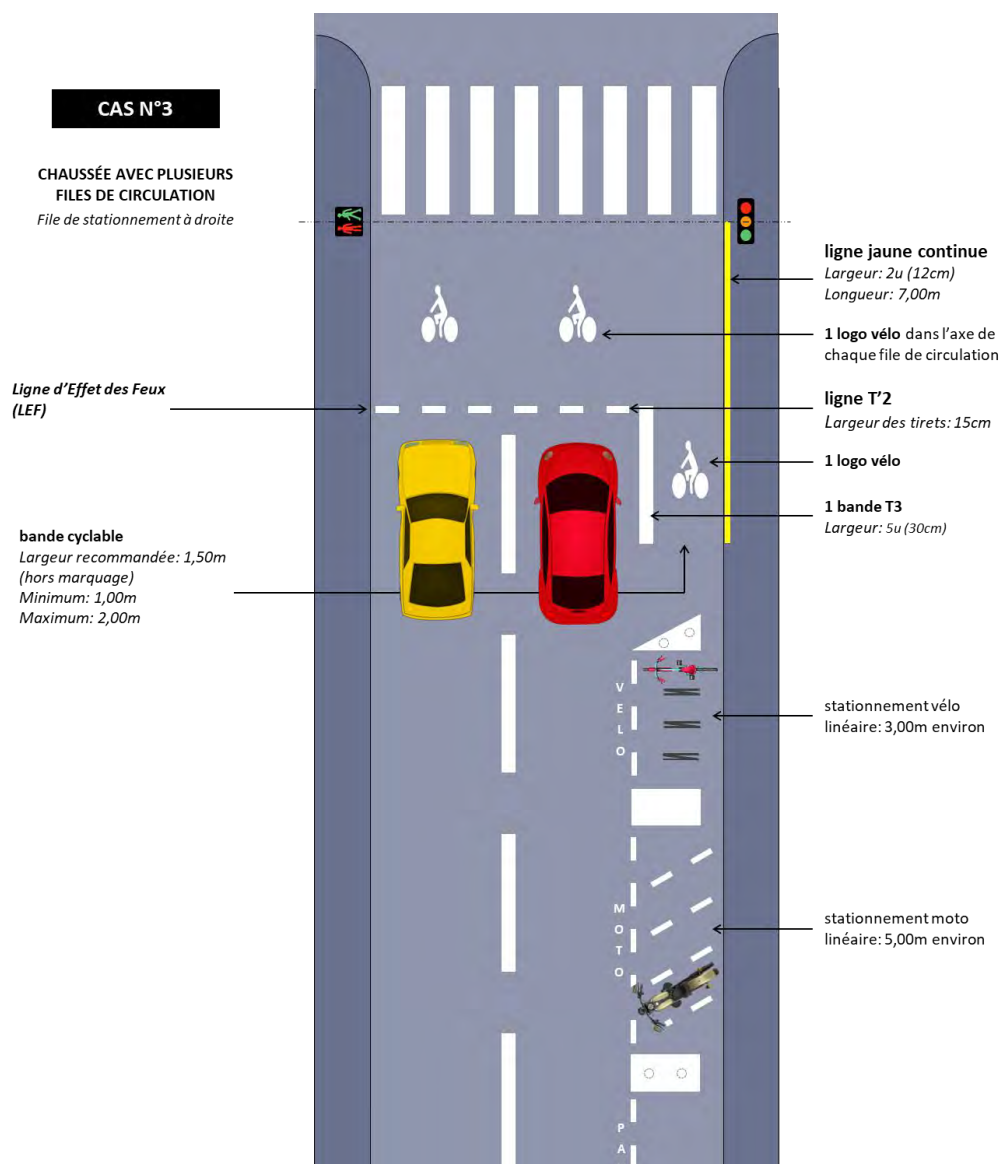 CAS N°3
CHAUSSÉE AVEC PLUSIEURS
FILES DE CIRCULATION
File de stationnement à droite
ligne jaune continue
Largeur: 2u (12cm)
Longueur: 7,00m
1 logo vélo dans l'axe de
chaque file de circulation
Ligne d'Effet des Feux
(LEF)
ligne T'2
Largeur des tirets: 15cm
1 logo vélo
1 bande T3
Largeur: 5u (30cm)
bande cyclable
Largeur recommandée: 1,50m
(hors marquage)
Minimum: 1,00m
Maximum: 2,00m
VELO
stationnement vélo
linéaire: 3,00m environ
MOTO
stationnement moto
linéaire: 5,00m environ
PA